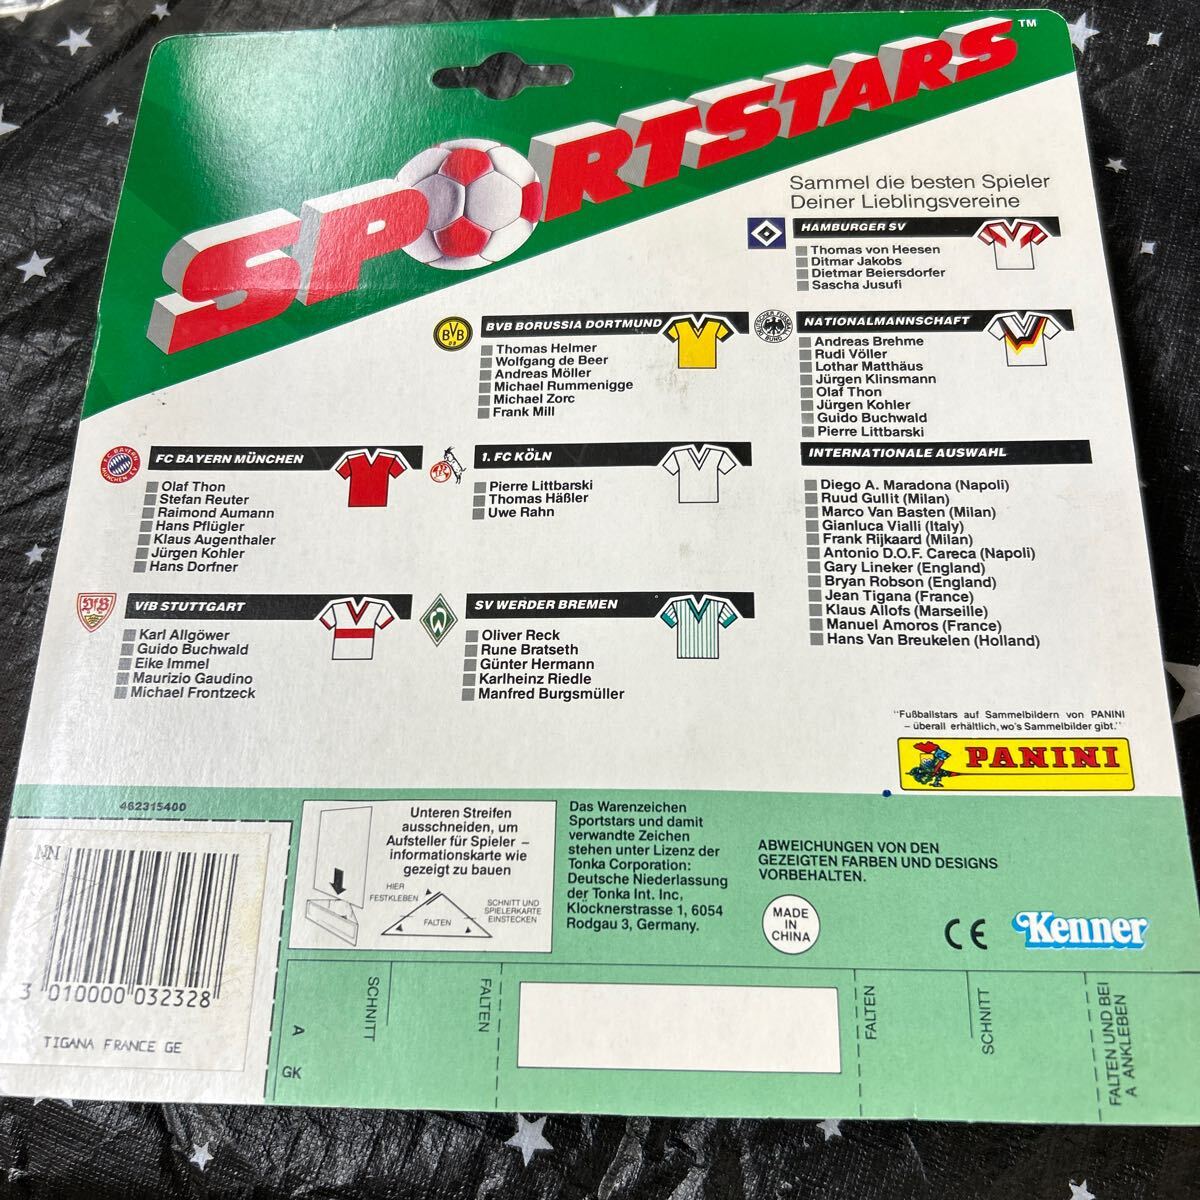 SPORTSTARS™
Sammel die besten Spieler
Deiner Lieblingsvereine
HAMBURGER SV
Thomas von Heesen
Ditmar Jakobs
Dietmar Beiersdorfer
Sascha Jusufi
BVB 09
BVB BORUSSIA DORTMUND
Thomas Helmer
Wolfgang de Beer
Andreas Möller
Michael Rummenigge
Michael Zorc
Frank Mill
DEUTSCHER FUSSBALL BUND
NATIONALMANNSCHAFT
Andreas Brehme
Rudi Völler
Lothar Matthäus
Jürgen Klinsmann
Olaf Thon
Jürgen Kohler
Guido Buchwald
Pierre Littbarski
FC BAYERN MÜNCHEN
FC BAYERN MÜNCHEN
Olaf Thon
Stefan Reuter
Raimond Aumann
Hans Pflügler
Klaus Augenthaler
Jürgen Kohler
Hans Dorfner
1. FC KÖLN
Pierre Littbarski
Thomas Häßler
Uwe Rahn
INTERNATIONALE AUSWAHL
Diego A. Maradona (Napoli)
Ruud Gullit (Milan)
Marco Van Basten (Milan)
Gianluca Vialli (Italy)
Frank Rijkaard (Milan)
Antonio D.O.F. Careca (Napoli)
Gary Lineker (England)
Bryan Robson (England)
Jean Tigana (France)
Klaus Allofs (Marseille)
Manuel Amoros (France)
Hans Van Breukelen (Holland)
VfB
VfB STUTTGART
Karl Allgöwer
Guido Buchwald
Eike Immel
Maurizio Gaudino
Michael Frontzeck
W
SV WERDER BREMEN
Oliver Reck
Rune Bratseth
Günter Hermann
Karlheinz Riedle
Manfred Burgsmüller
"Fußballstars auf Sammelbildern von PANINI
– überall erhältlich, wo's Sammelbilder gibt."
PANINI
462315400
NN
3 010000 032328
TIGANA FRANCE GE
Unteren Streifen
ausschneiden, um
Aufsteller für Spieler –
informationskarte wie
gezeigt zu bauen
HIER
FESTKLEBEN
FALTEN
SCHNITT UND
SPIELERKARTE
EINSTECKEN
Das Warenzeichen
Sportstars und damit
verwandte Zeichen
stehen unter Lizenz der
Tonka Corporation:
Deutsche Niederlassung
der Tonka Int. Inc,
Klöcknerstrasse 1, 6054
Rodgau 3, Germany.
ABWEICHUNGEN VON DEN
GEZEIGTEN FARBEN UND DESIGNS
VORBEHALTEN.
MADE
IN
CHINA
CE
Kenner
A
GK
SCHNITT
FALTEN
FALTEN
SCHNITT
FALTEN UND BEI
A ANKLEBEN